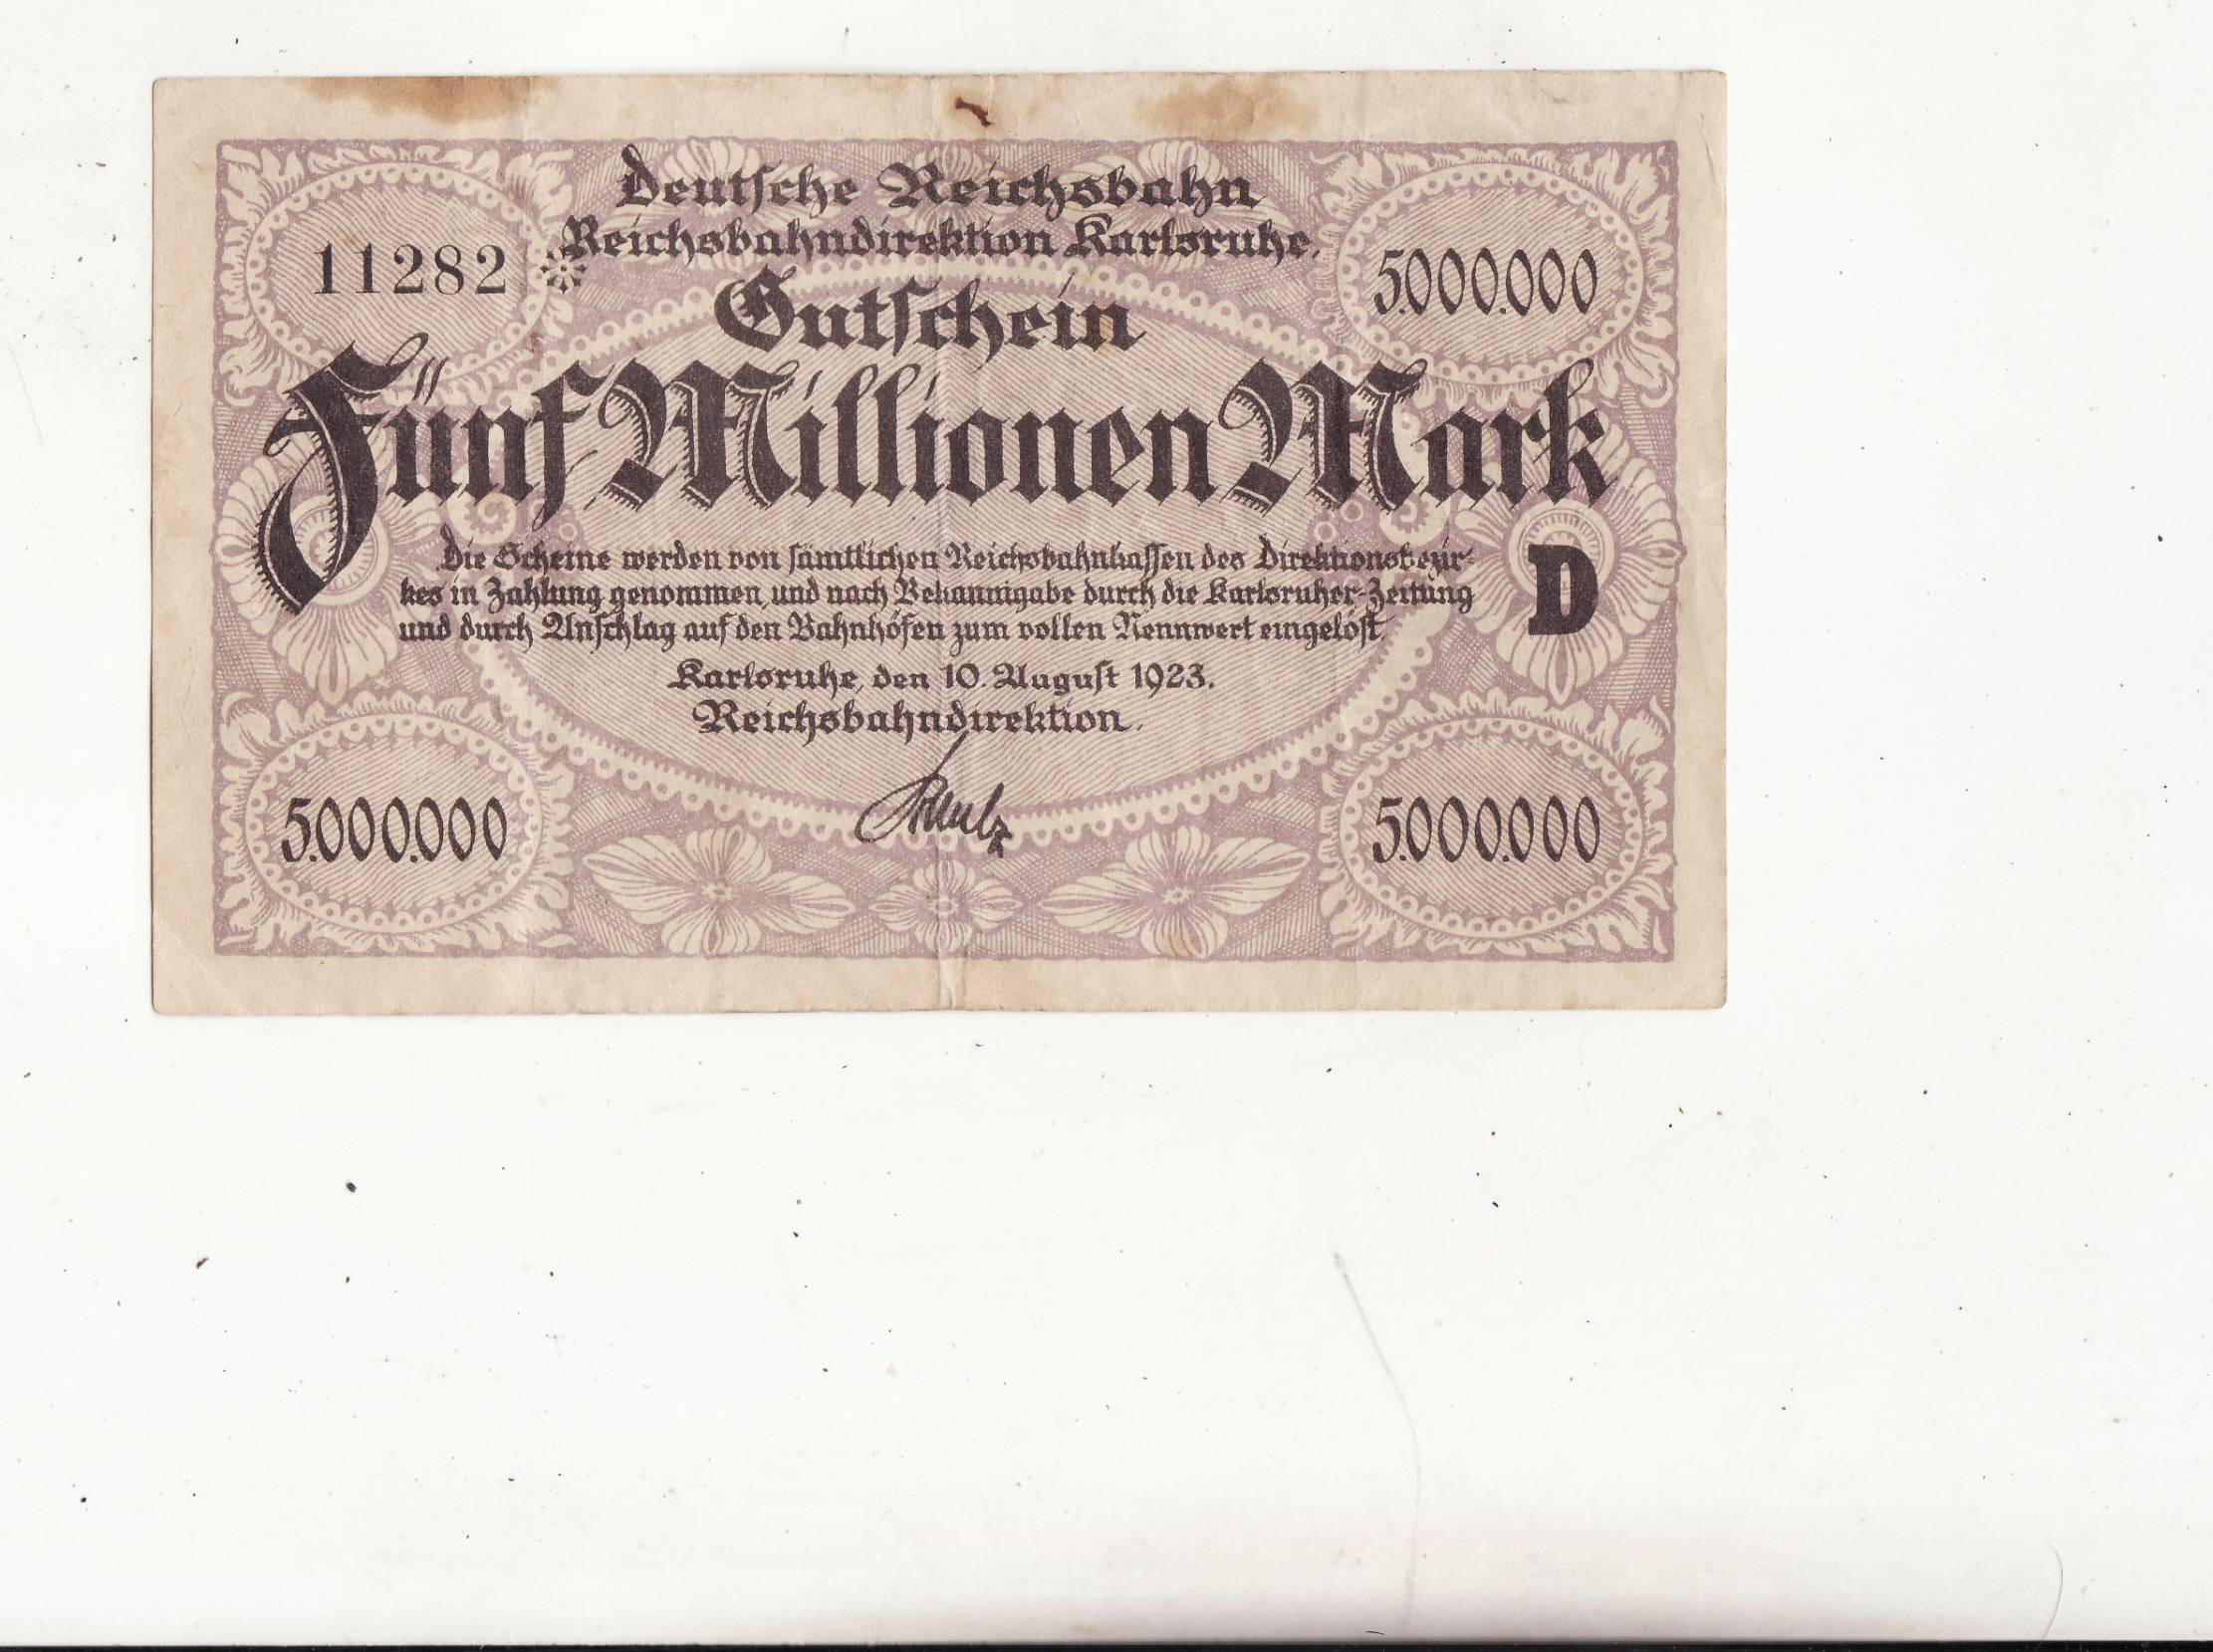 Deutsche Reichsbahn
Reichsbahndirektion Karlsruhe.
11282
5.000.000
Gutschein
Fünf Millionen Mark
Die Scheine werden von sämtlichen Reichsbahnkassen des Direktionsbezir-
kes in Zahlung genommen, und nach Bekanntgabe durch die Karlsruher-Zeitung
und durch Anschlag auf den Bahnhöfen zum vollen Nennwert eingelöst.
D
Karlsruhe, den 10. August 1923.
Reichsbahndirektion.
5.000.000
5.000.000